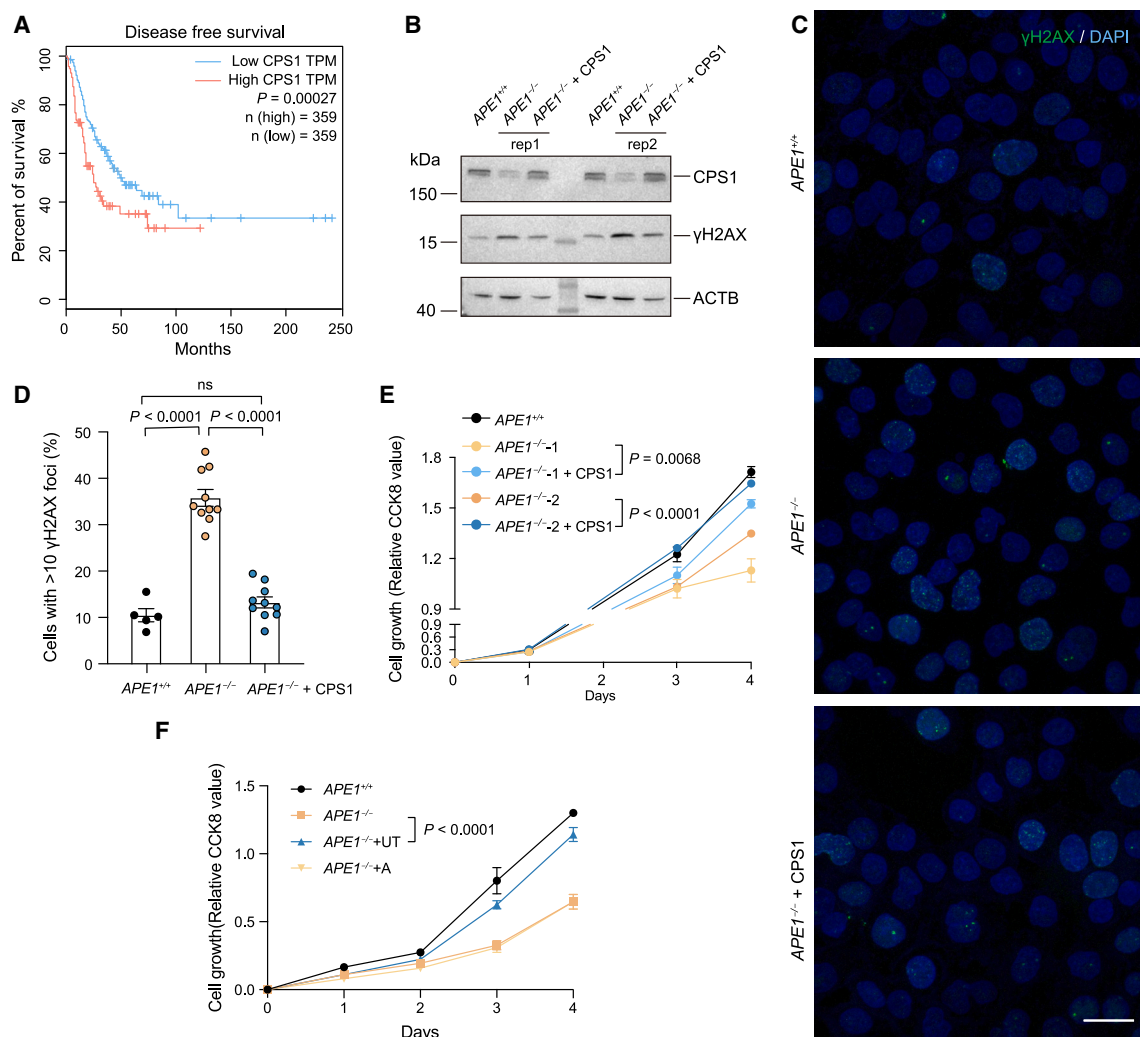 A
Disease free survival
Percent of survival %
100
80
60
40
20
0
Low CPS1 TPM
High CPS1 TPM
P = 0.00027
n (high) = 359
n (low) = 359
0 50 100 150 200 250
Months
B
APE1+/+ APE1−/− APE1−/− + CPS1 APE1+/+ APE1−/− APE1−/− + CPS1
rep1 rep2
kDa
150
CPS1
15
γH2AX
40
ACTB
C
γH2AX / DAPI
APE1+/+
APE1−/−
APE1−/− + CPS1
D
ns
P < 0.0001 P < 0.0001
Cells with >10 γH2AX foci (%)
50
40
30
20
10
0
APE1+/+ APE1−/− APE1−/− + CPS1
E
Cell growth (Relative CCK8 value)
APE1+/+
APE1−/−-1
APE1−/−-1 + CPS1
P = 0.0068
APE1−/−-2
APE1−/−-2 + CPS1
P < 0.0001
1.8
1.5
1.2
0.9
0.9
0.6
0.3
0.0
0 1 2 3 4
Days
F
Cell growth(Relative CCK8 value)
APE1+/+
APE1−/−
APE1−/−+UT
P < 0.0001
APE1−/−+A
1.5
1.0
0.5
0.0
0 1 2 3 4
Days